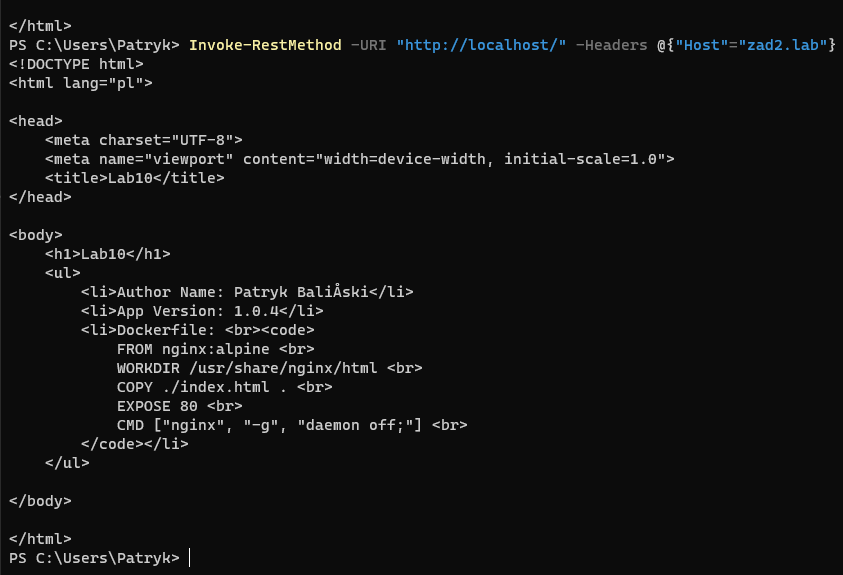 </html>
PS C:\Users\Patryk> Invoke-RestMethod -URI "http://localhost/" -Headers @{"Host"="zad2.lab"}
<!DOCTYPE html>
<html lang="pl">
<head>
    <meta charset="UTF-8">
    <meta name="viewport" content="width=device-width, initial-scale=1.0">
    <title>Lab10</title>
</head>
<body>
    <h1>Lab10</h1>
    <ul>
        <li>Author Name: Patryk BaliÅski</li>
        <li>App Version: 1.0.4</li>
        <li>Dockerfile: <br><code>
            FROM nginx:alpine <br>
            WORKDIR /usr/share/nginx/html <br>
            COPY ./index.html . <br>
            EXPOSE 80 <br>
            CMD ["nginx", "-g", "daemon off;"] <br>
        </code></li>
    </ul>
</body>
</html>
PS C:\Users\Patryk>